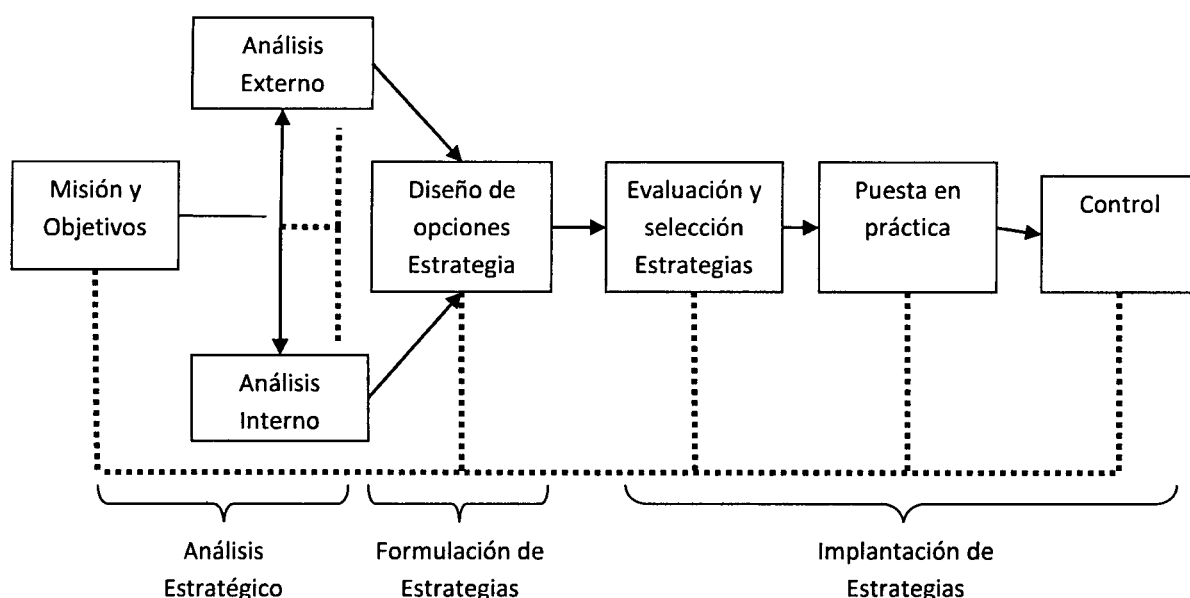 Análisis
Externo
Misión y
Objetivos
Diseño de
opciones
Estrategia
Evaluación y
selección
Estrategias
Puesta en
práctica
Control
Análisis
Interno
Análisis
Estratégico
Formulación de
Estrategias
Implantación de
Estrategias